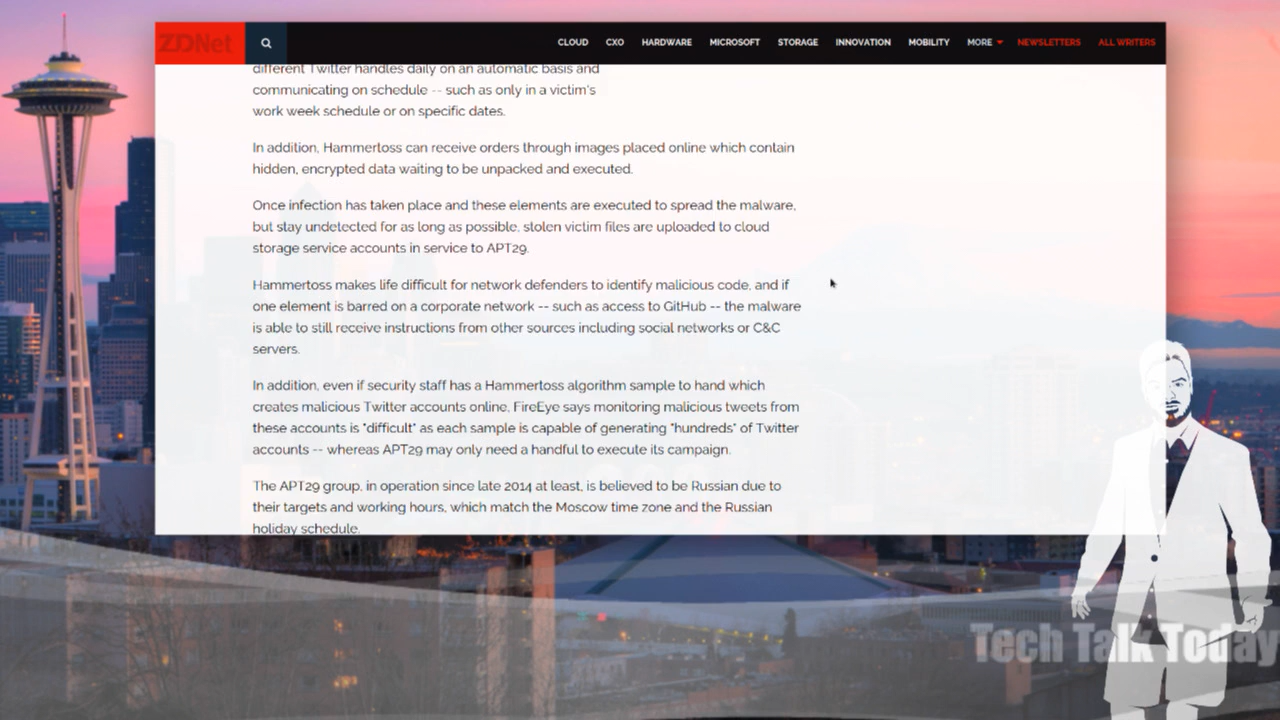 ZDNet
CLOUD CXO HARDWARE MICROSOFT STORAGE INNOVATION MOBILITY MORE NEWSLETTERS ALL WRITERS
different Twitter handles daily on an automatic basis and
communicating on schedule -- such as only in a victim's
work week schedule or on specific dates.
In addition, Hammertoss can receive orders through images placed online which contain
hidden, encrypted data waiting to be unpacked and executed.
Once infection has taken place and these elements are executed to spread the malware,
but stay undetected for as long as possible, stolen victim files are uploaded to cloud
storage service accounts in service to APT29.
Hammertoss makes life difficult for network defenders to identify malicious code, and if
one element is barred on a corporate network -- such as access to GitHub -- the malware
is able to still receive instructions from other sources including social networks or C&C
servers.
In addition, even if security staff has a Hammertoss algorithm sample to hand which
creates malicious Twitter accounts online, FireEye says monitoring malicious tweets from
these accounts is "difficult" as each sample is capable of generating "hundreds" of Twitter
accounts -- whereas APT29 may only need a handful to execute its campaign.
The APT29 group, in operation since late 2014 at least, is believed to be Russian due to
their targets and working hours, which match the Moscow time zone and the Russian
holiday schedule.
Tech Talk Today